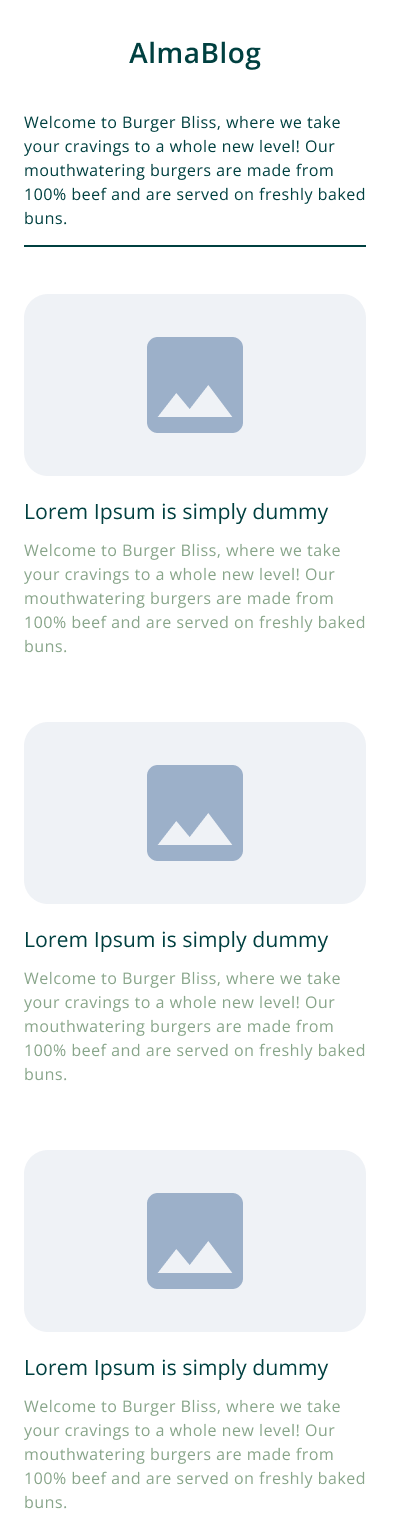 AlmaBlog
Welcome to Burger Bliss, where we take
your cravings to a whole new level! Our
mouthwatering burgers are made from
100% beef and are served on freshly baked
buns.
Lorem Ipsum is simply dummy
Welcome to Burger Bliss, where we take
your cravings to a whole new level! Our
mouthwatering burgers are made from
100% beef and are served on freshly baked
buns.
Lorem Ipsum is simply dummy
Welcome to Burger Bliss, where we take
your cravings to a whole new level! Our
mouthwatering burgers are made from
100% beef and are served on freshly baked
buns.
Lorem Ipsum is simply dummy
Welcome to Burger Bliss, where we take
your cravings to a whole new level! Our
mouthwatering burgers are made from
100% beef and are served on freshly baked
buns.